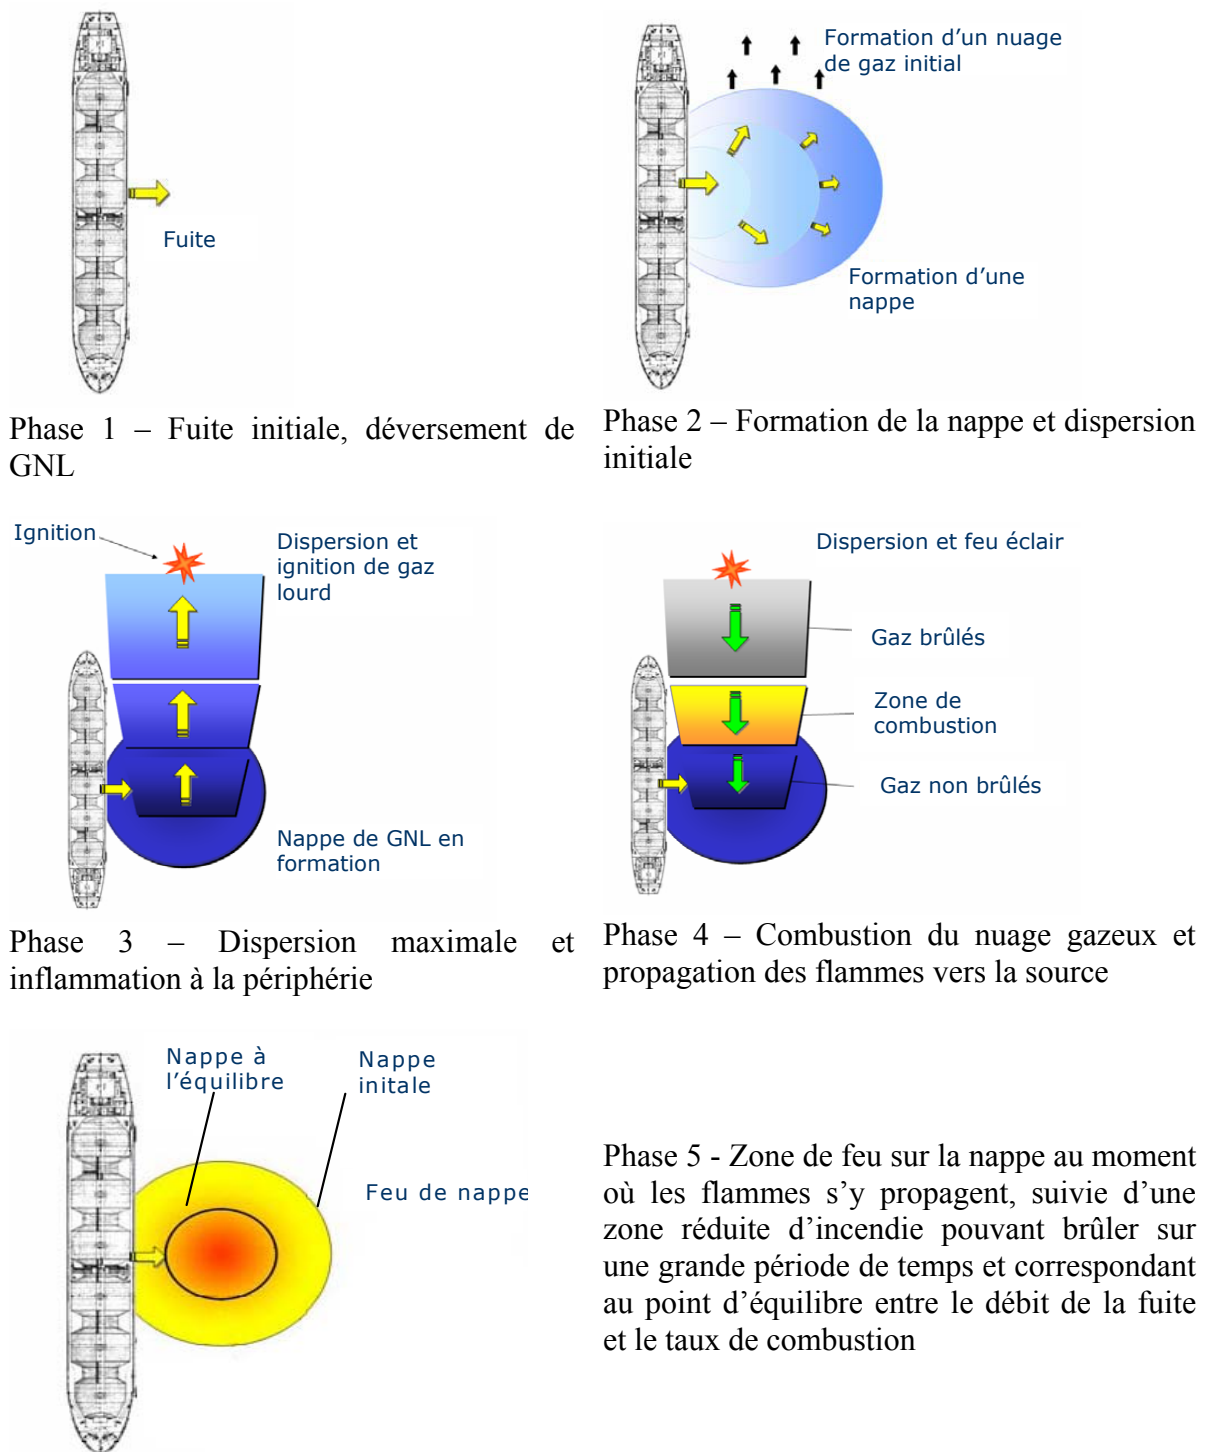 Fuite
Phase 1 – Fuite initiale, déversement de
GNL
Formation d’un nuage
de gaz initial
Formation d’une
nappe
Phase 2 – Formation de la nappe et dispersion
initiale
Ignition
Dispersion et
ignition de gaz
lourd
Nappe de GNL en
formation
Phase 3 – Dispersion maximale et
inflammation à la périphérie
Dispersion et feu éclair
Gaz brûlés
Zone de
combustion
Gaz non brûlés
Phase 4 – Combustion du nuage gazeux et
propagation des flammes vers la source
Nappe à
l’équilibre
Nappe
initale
Feu de nappe
Phase 5 - Zone de feu sur la nappe au moment
où les flammes s’y propagent, suivie d’une
zone réduite d’incendie pouvant brûler sur
une grande période de temps et correspondant
au point d’équilibre entre le débit de la fuite
et le taux de combustion